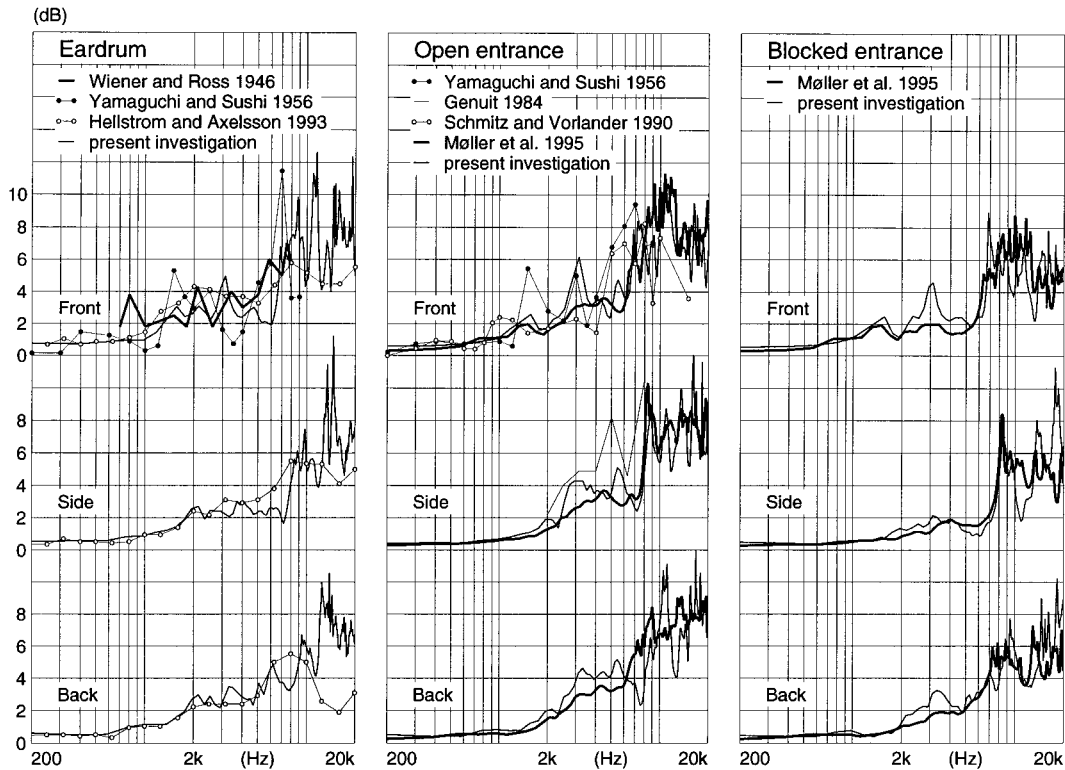 (dB)
Eardrum
Wiener and Ross 1946
Yamaguchi and Sushi 1956
Hellstrom and Axelsson 1993
present investigation
10
8
6
4
2
0
Front
8
6
4
2
0
Side
8
6
4
2
0
Back
200
2k
(Hz)
20k
Open entrance
Yamaguchi and Sushi 1956
Genuit 1984
Schmitz and Vorlander 1990
Møller et al. 1995
present investigation
Front
Side
Back
200
2k
(Hz)
20k
Blocked entrance
Møller et al. 1995
present investigation
Front
Side
Back
200
2k
(Hz)
20k